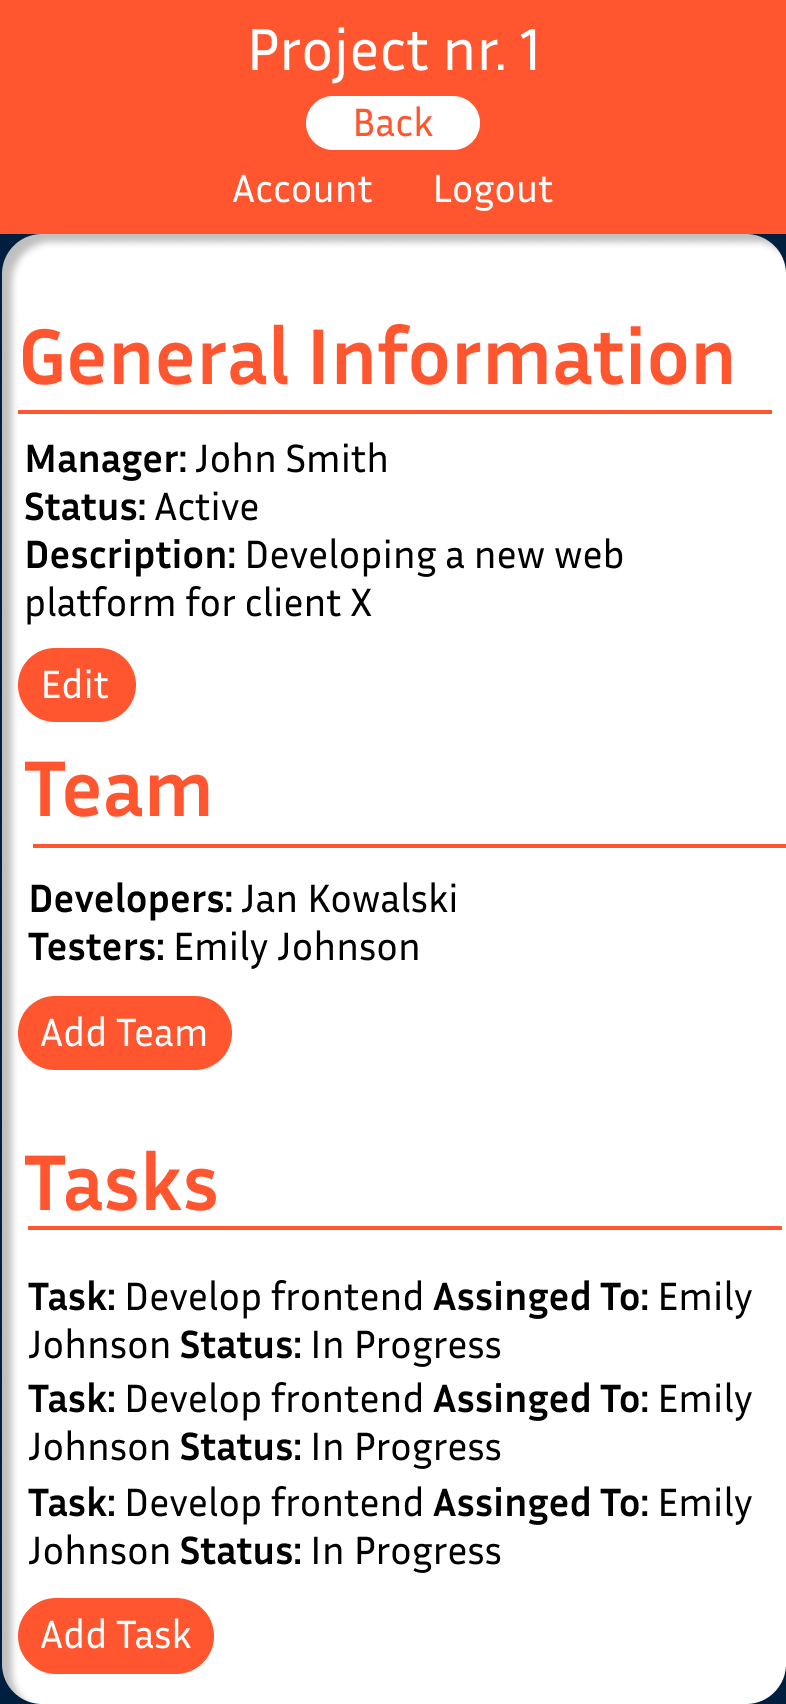 Project nr. 1
Back
Account Logout
General Information
Manager: John Smith
Status: Active
Description: Developing a new web
platform for client X
Edit
Team
Developers: Jan Kowalski
Testers: Emily Johnson
Add Team
Tasks
Task: Develop frontend Assinged To: Emily
Johnson Status: In Progress
Task: Develop frontend Assinged To: Emily
Johnson Status: In Progress
Task: Develop frontend Assinged To: Emily
Johnson Status: In Progress
Add Task